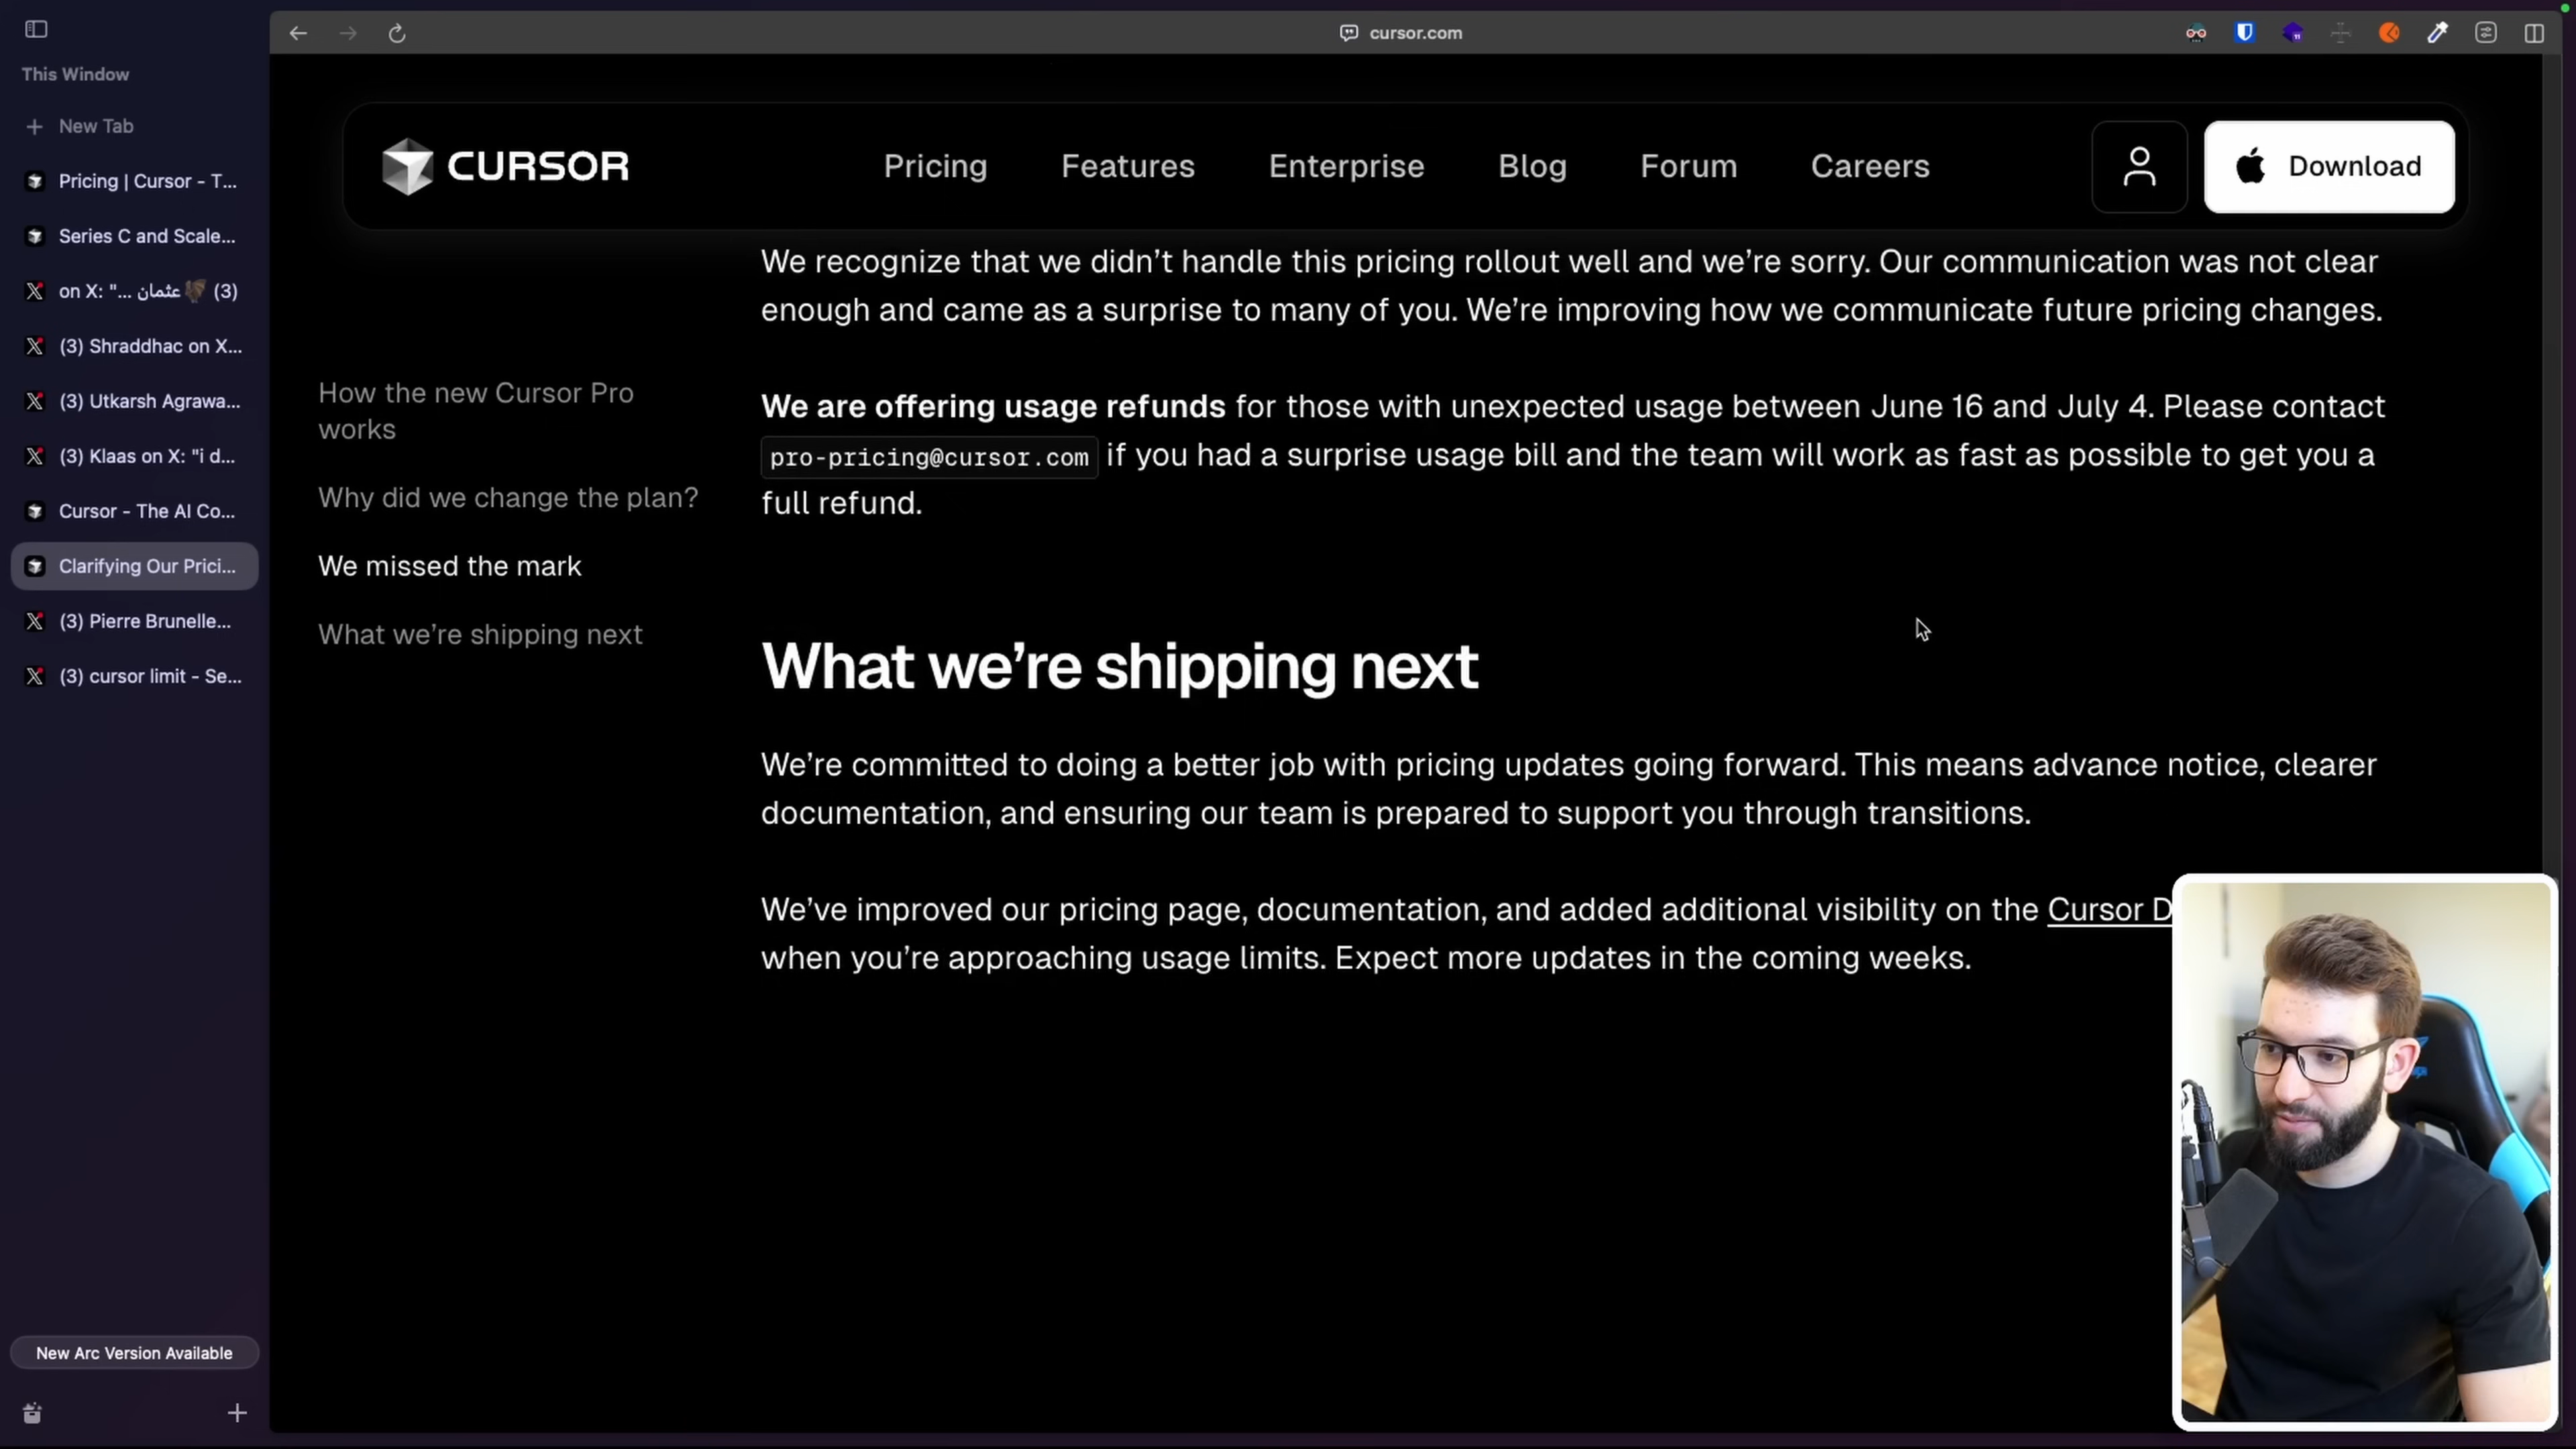 This Window
New Tab
Pricing | Cursor - T...
Series C and Scale...
on X: "... عثمان (3)
(3) Shraddhac on X...
(3) Utkarsh Agrawa...
(3) Klaas on X: "i d...
Cursor - The AI Co...
Clarifying Our Prici...
(3) Pierre Brunelle...
(3) cursor limit - Se...
New Arc Version Available
cursor.com
CURSOR
Pricing
Features
Enterprise
Blog
Forum
Careers
Download
How the new Cursor Pro
works
Why did we change the plan?
We missed the mark
What we’re shipping next
We recognize that we didn’t handle this pricing rollout well and we’re sorry. Our communication was not clear
enough and came as a surprise to many of you. We’re improving how we communicate future pricing changes.
We are offering usage refunds for those with unexpected usage between June 16 and July 4. Please contact
pro-pricing@cursor.com if you had a surprise usage bill and the team will work as fast as possible to get you a
full refund.
What we’re shipping next
We’re committed to doing a better job with pricing updates going forward. This means advance notice, clearer
documentation, and ensuring our team is prepared to support you through transitions.
We’ve improved our pricing page, documentation, and added additional visibility on the Cursor D
when you’re approaching usage limits. Expect more updates in the coming weeks.